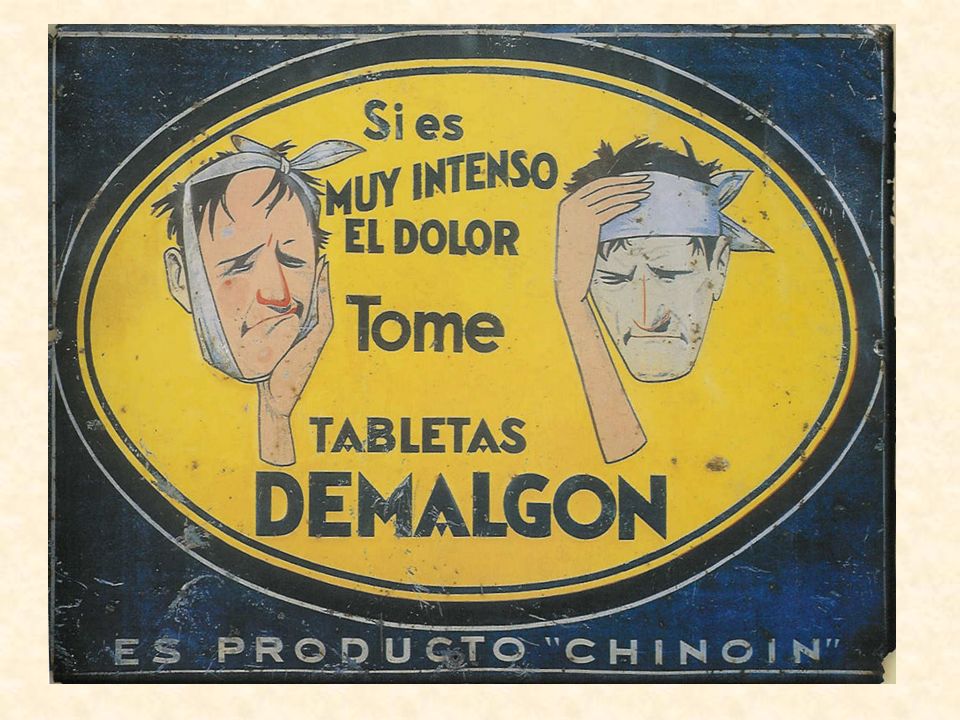 Si es
MUY INTENSO
EL DOLOR
Tome
TABLETAS
DEMALGON
ES PRODUCTO "CHINOIN"